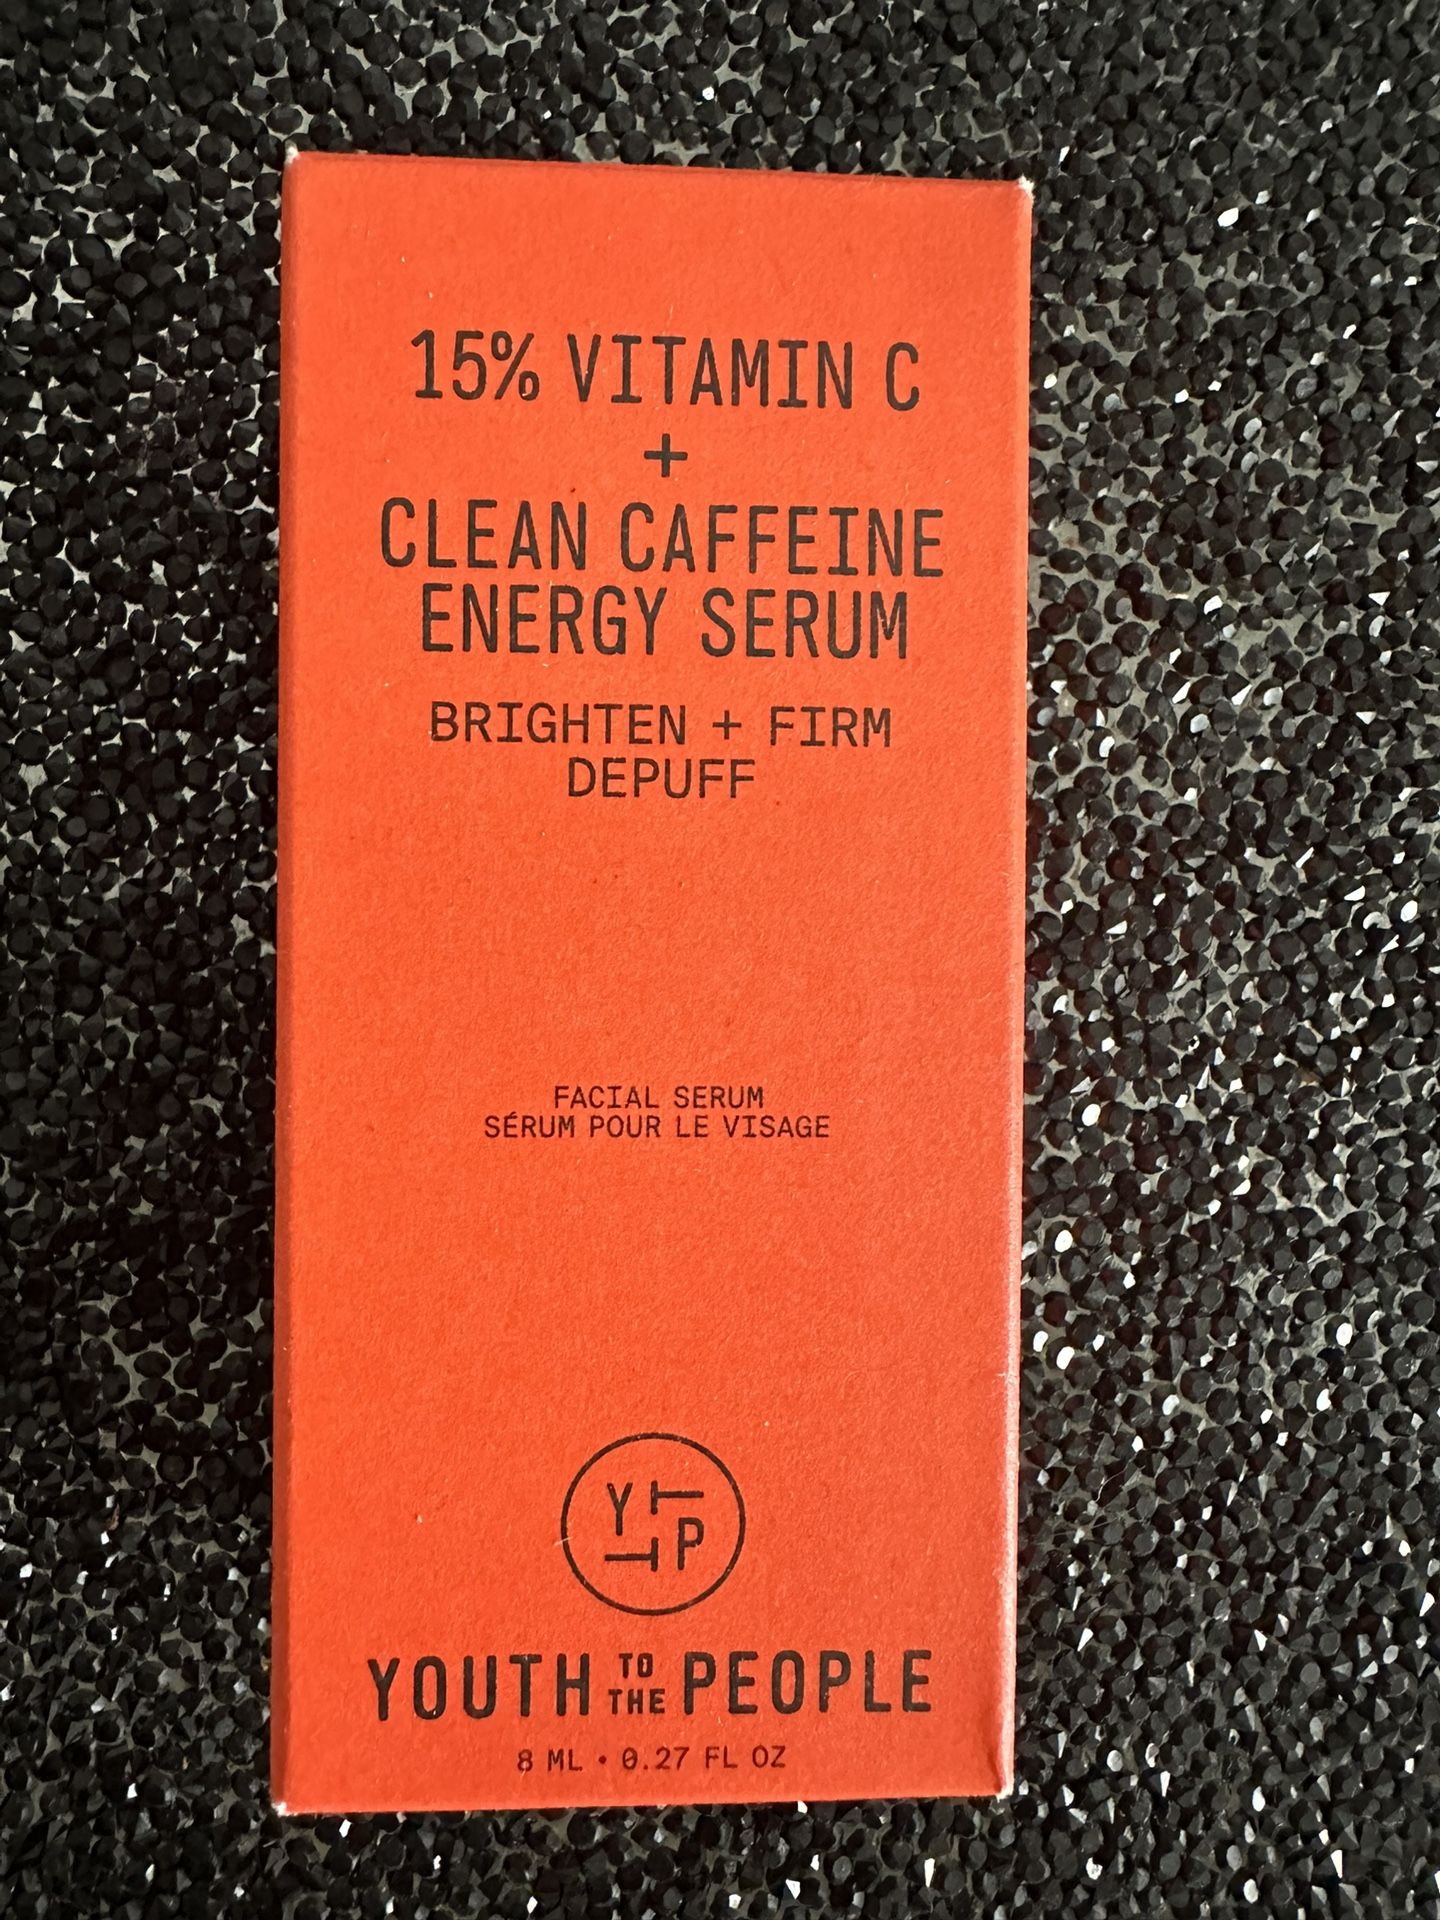 15% VITAMIN C
+
CLEAN CAFFEINE
ENERGY SERUM
BRIGHTEN + FIRM
DEPUFF
FACIAL SERUM
SÉRUM POUR LE VISAGE
Y T
T P
YOUTH TO THE PEOPLE
8 ML • 0.27 FL OZ